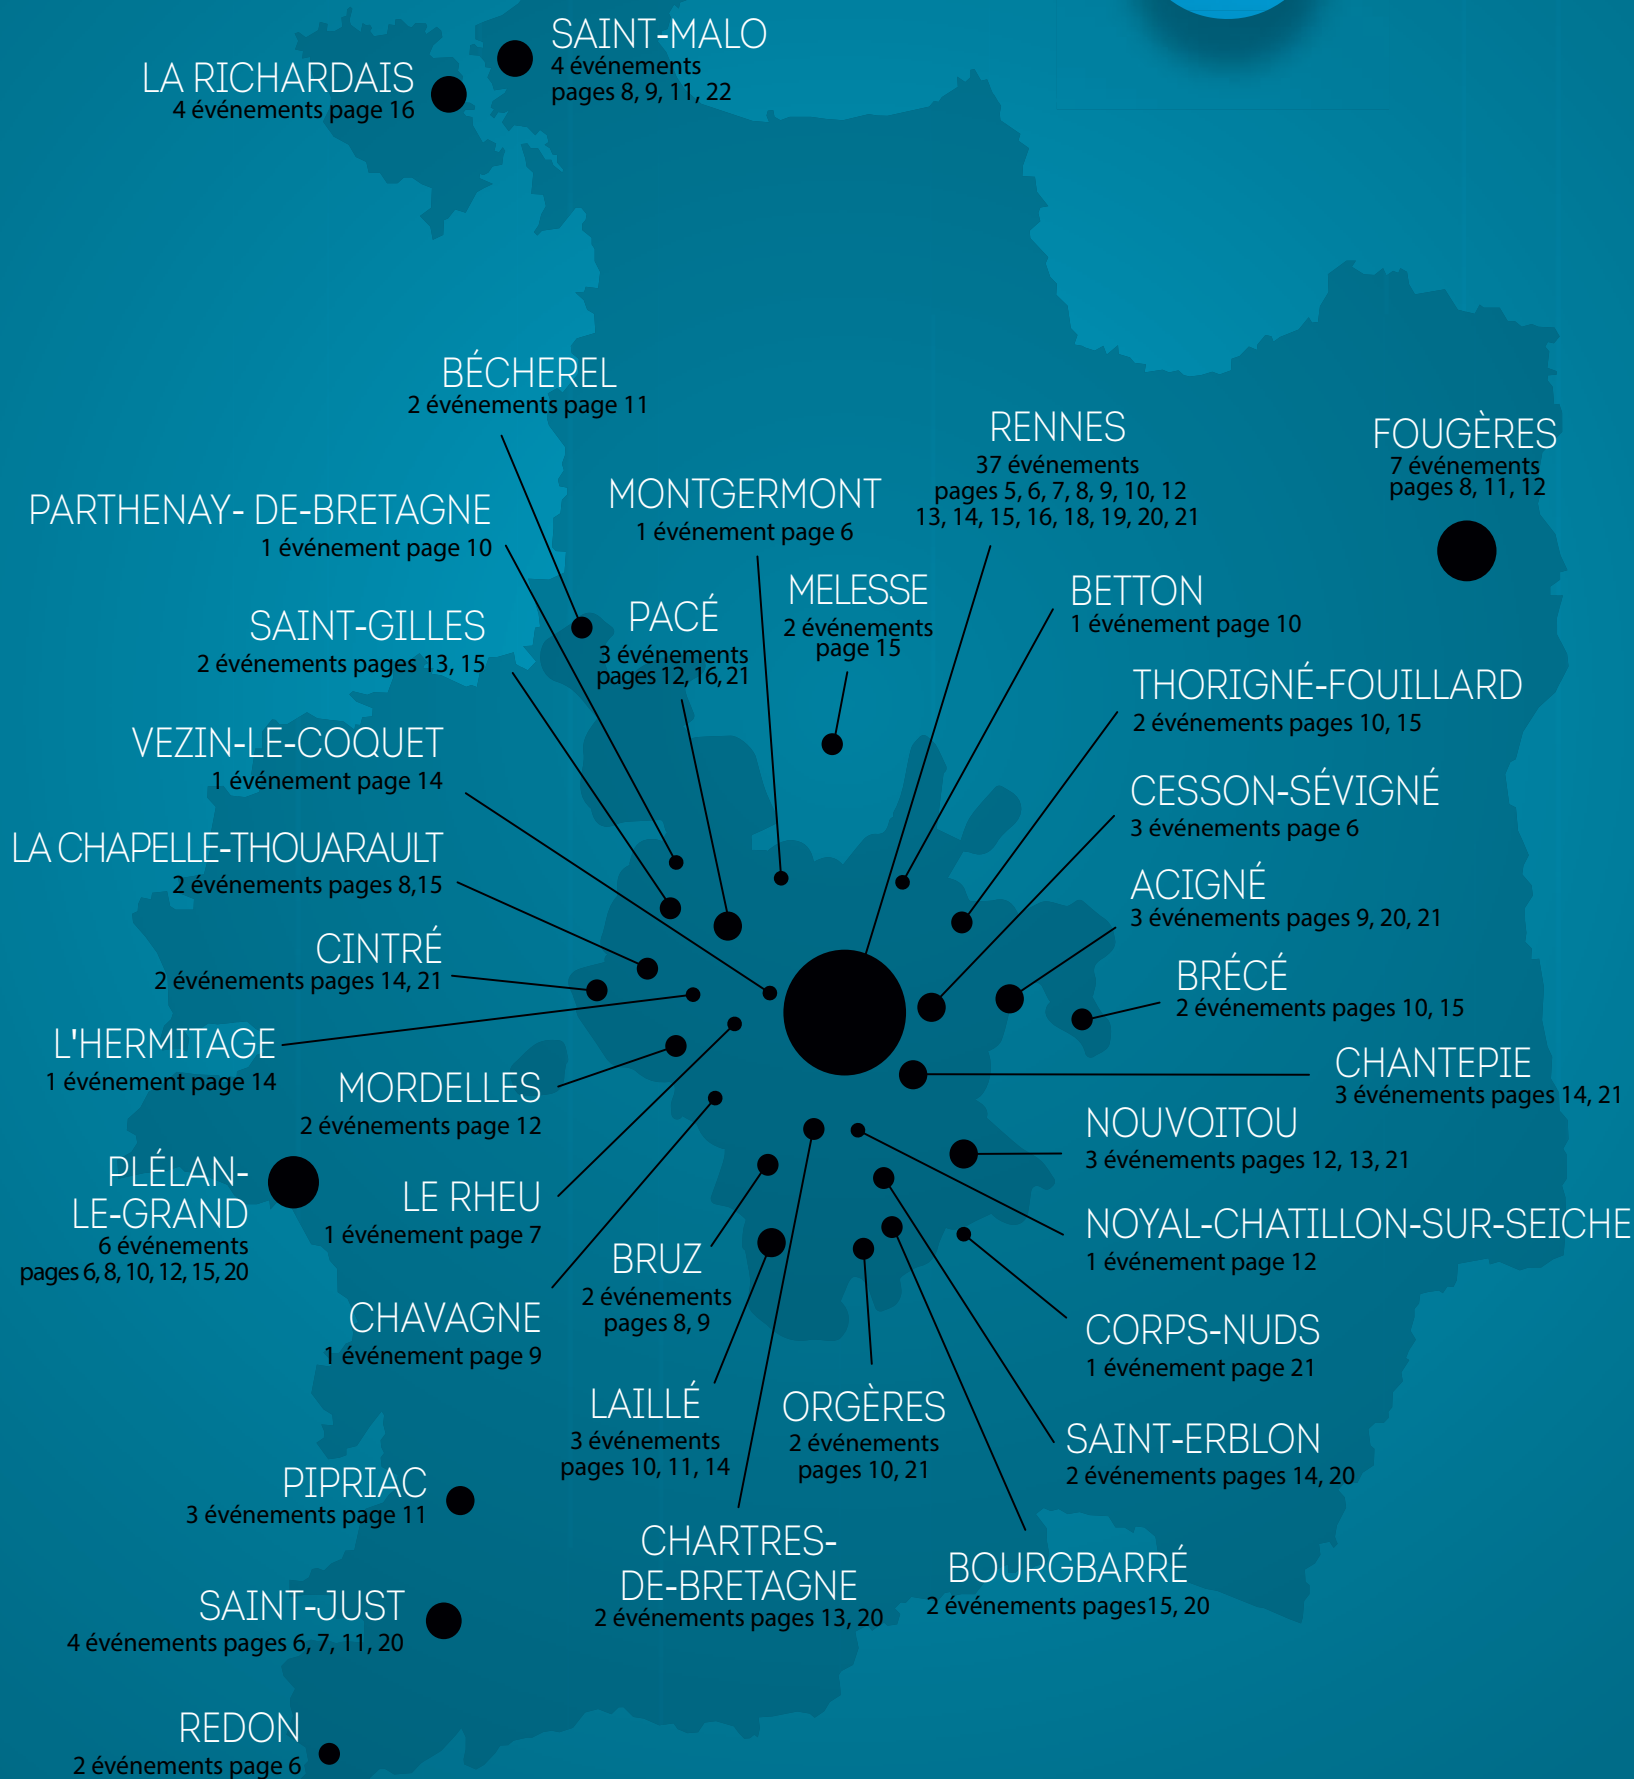 SAINT-MALO
4 événements
pages 8, 9, 11, 22
LA RICHARDAIS
4 événements page 16
BÉCHEREL
2 événements page 11
RENNES
37 événements
pages 5, 6, 7, 8, 9, 10, 12
13, 14, 15, 16, 18, 19, 20, 21
FOUGÈRES
7 événements
pages 8, 11, 12
MONTGERMONT
1 événement page 6
PARTHENAY- DE-BRETAGNE
1 événement page 10
MELESSE
2 événements
page 15
BETTON
1 événement page 10
PACÉ
3 événements
pages 12, 16, 21
SAINT-GILLES
2 événements pages 13, 15
THORIGNÉ-FOUILLARD
2 événements pages 10, 15
VEZIN-LE-COQUET
1 événement page 14
CESSON-SÉVIGNÉ
3 événements page 6
LA CHAPELLE-THOUARAULT
2 événements pages 8,15
ACIGNÉ
3 événements pages 9, 20, 21
CINTRÉ
2 événements pages 14, 21
BRÉCÉ
2 événements pages 10, 15
L'HERMITAGE
1 événement page 14
CHANTEPIE
3 événements pages 14, 21
MORDELLES
2 événements page 12
NOUVOITOU
3 événements pages 12, 13, 21
PLÉLAN-
LE-GRAND
6 événements
pages 6, 8, 10, 12, 15, 20
LE RHEU
1 événement page 7
NOYAL-CHATILLON-SUR-SEICHE
1 événement page 12
BRUZ
2 événements
pages 8, 9
CHAVAGNE
1 événement page 9
CORPS-NUDS
1 événement page 21
LAILLÉ
3 événements
pages 10, 11, 14
ORGÈRES
2 événements
pages 10, 21
SAINT-ERBLON
2 événements pages 14, 20
PIPRIAC
3 événements page 11
CHARTRES-
DE-BRETAGNE
2 événements pages 13, 20
BOURGBARRÉ
2 événements pages15, 20
SAINT-JUST
4 événements pages 6, 7, 11, 20
REDON
2 événements page 6